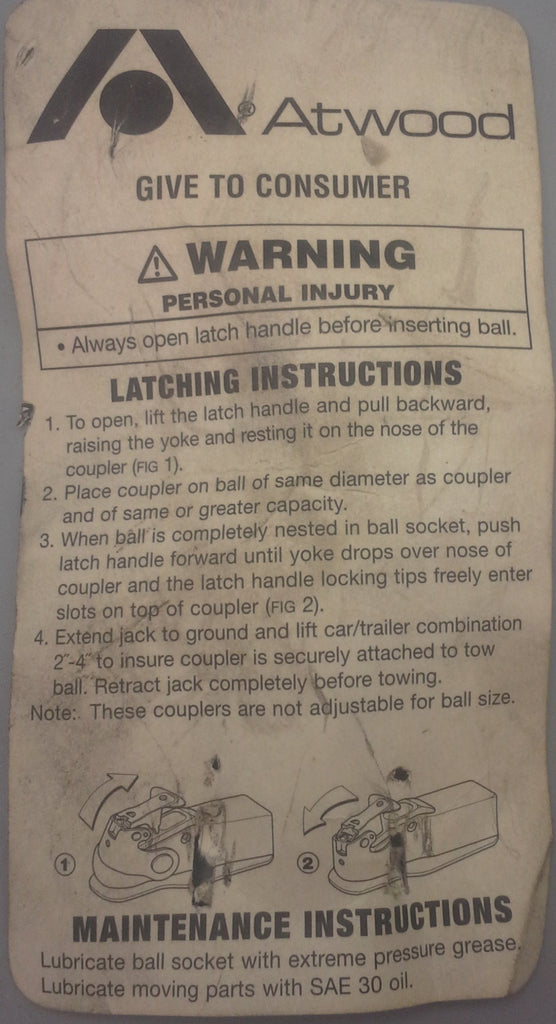 ® Atwood
GIVE TO CONSUMER
⚠ WARNING
PERSONAL INJURY
• Always open latch handle before inserting ball.
LATCHING INSTRUCTIONS
1. To open, lift the latch handle and pull backward,
raising the yoke and resting it on the nose of the
coupler (FIG 1).
2. Place coupler on ball of same diameter as coupler
and of same or greater capacity.
3. When ball is completely nested in ball socket, push
latch handle forward until yoke drops over nose of
coupler and the latch handle locking tips freely enter
slots on top of coupler (FIG 2).
4. Extend jack to ground and lift car/trailer combination
2"-4" to insure coupler is securely attached to tow
ball. Retract jack completely before towing.
Note: These couplers are not adjustable for ball size.
1 2
MAINTENANCE INSTRUCTIONS
Lubricate ball socket with extreme pressure grease.
Lubricate moving parts with SAE 30 oil.